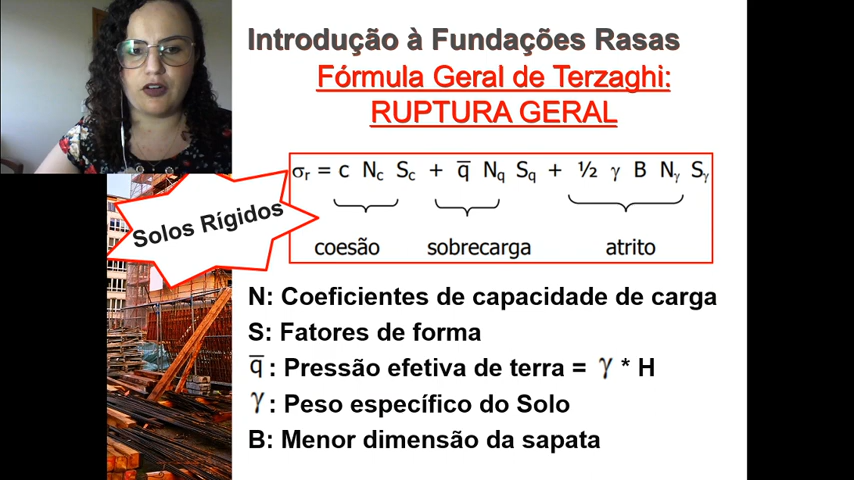 Introdução à Fundações Rasas
Fórmula Geral de Terzaghi:
RUPTURA GERAL
σr = c Nc Sc + q̅ Nq Sq + ½ γ B Nγ Sγ
Solos Rígidos
coesão sobrecarga atrito
N: Coeficientes de capacidade de carga
S: Fatores de forma
q̅ : Pressão efetiva de terra = γ * H
γ : Peso específico do Solo
B: Menor dimensão da sapata